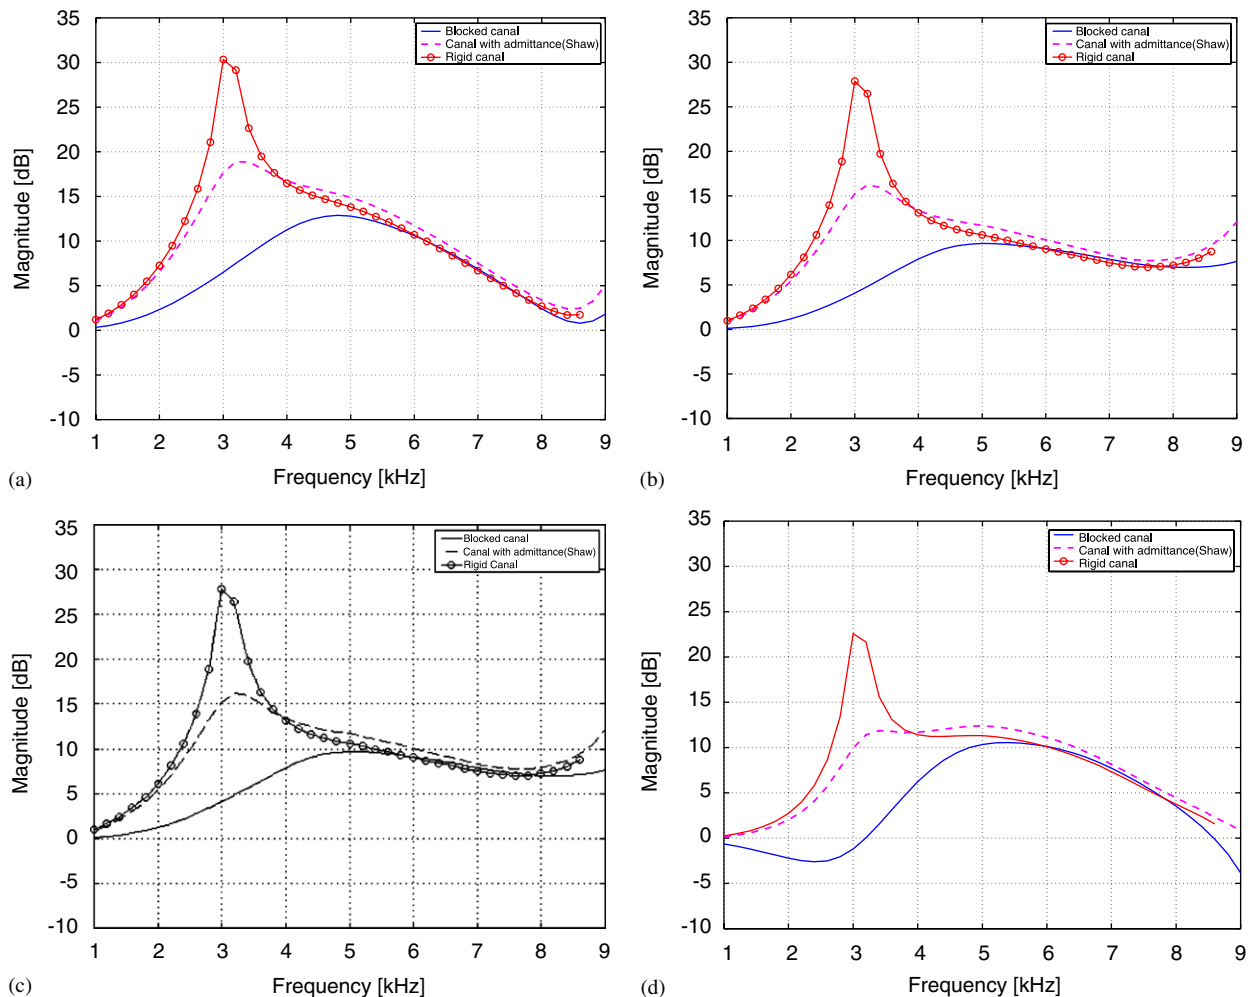 35
30
25
20
15
10
5
0
-5
-10
Magnitude [dB]
Blocked canal
Canal with admittance(Shaw)
Rigid canal
1 2 3 4 5 6 7 8 9
Frequency [kHz]
(a)
35
30
25
20
15
10
5
0
-5
-10
Magnitude [dB]
Blocked canal
Canal with admittance(Shaw)
Rigid canal
1 2 3 4 5 6 7 8 9
Frequency [kHz]
(b)
35
30
25
20
15
10
5
0
-5
-10
Magnitude [dB]
Blocked canal
Canal with admittance(Shaw)
Rigid Canal
1 2 3 4 5 6 7 8 9
Frequency [kHz]
(c)
35
30
25
20
15
10
5
0
-5
-10
Magnitude [dB]
Blocked canal
Canal with admittance(Shaw)
Rigid canal
1 2 3 4 5 6 7 8 9
Frequency [kHz]
(d)